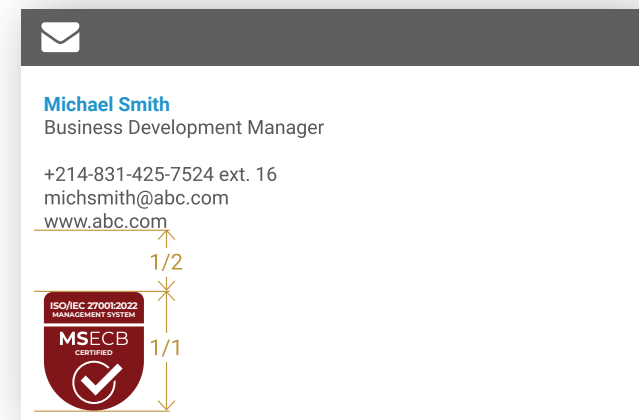 Michael Smith
Business Development Manager
+214-831-425-7524 ext. 16
michsmith@abc.com
www.abc.com
1/2
ISO/IEC 27001:2022
MANAGEMENT SYSTEM
MSECB
CERTIFIED
1/1